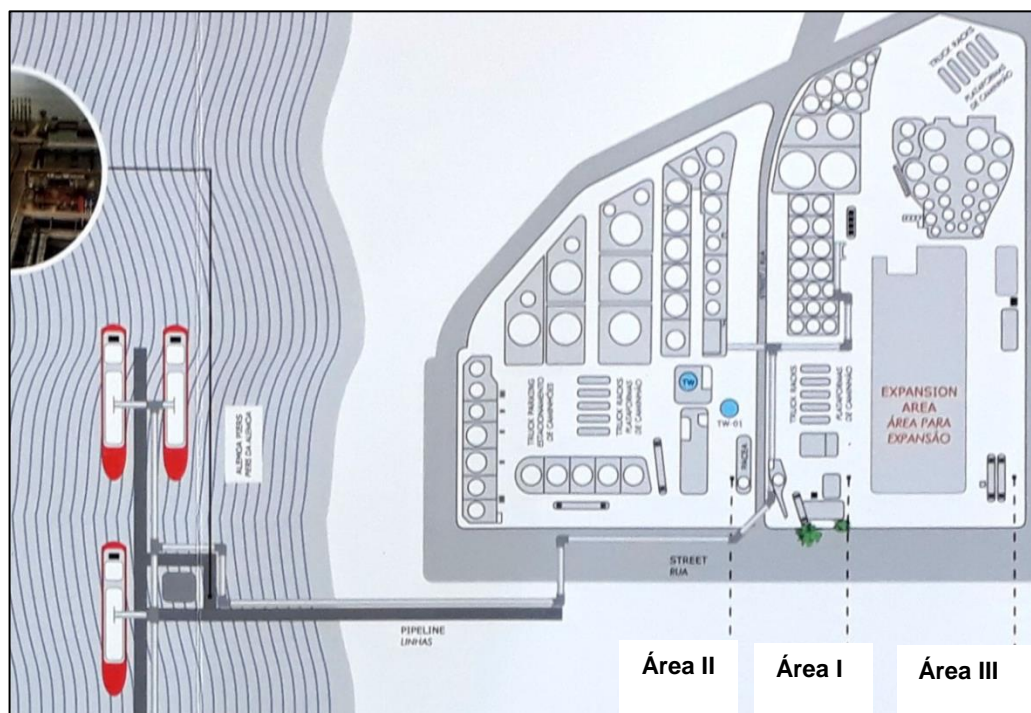 TRUCK RACKS
PLATAFORMAS
DE CAMINHÃO
STREET/RUA
EXPANSION
AREA
ÁREA PARA
EXPANSÃO
TRUCK RACKS
PLATAFORMAS
DE CAMINHÃO
TRUCK PARKING
ESTACIONAMENTO
DE CAMINHÕES
TRUCK RACKS
PLATAFORMAS
DE CAMINHÃO
TW
TW-01
ALEMOA PIERS
PIERS DA ALEMOA
STREET
RUA
PIPELINE
LINHAS
Área II
Área I
Área III